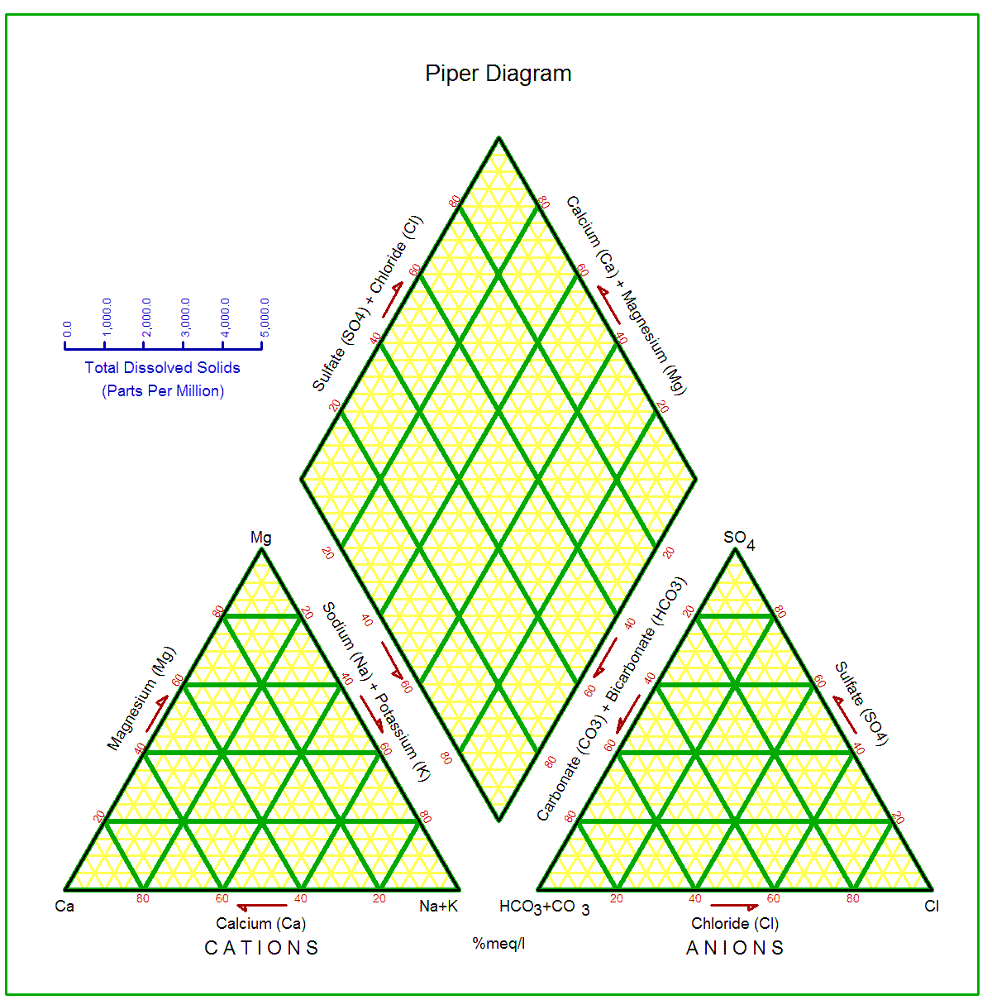 Piper Diagram
80
80
Sulfate (SO4) + Chloride (Cl)
Calcium (Ca) + Magnesium (Mg)
60
60
40
40
20
20
0.0
1,000.0
2,000.0
3,000.0
4,000.0
5,000.0
Total Dissolved Solids
(Parts Per Million)
20
20
40
40
60
60
80
80
Sodium (Na) + Potassium (K)
Carbonate (CO3) + Bicarbonate (HCO3)
Mg
80
20
Magnesium (Mg)
60
40
40
60
20
80
Ca
80
60
40
20
Na+K
Calcium (Ca)
CATIONS
%meq/l
SO4
20
80
40
60
Sulfate (SO4)
60
40
80
20
HCO3+CO3
20
40
60
80
Cl
Chloride (Cl)
ANIONS